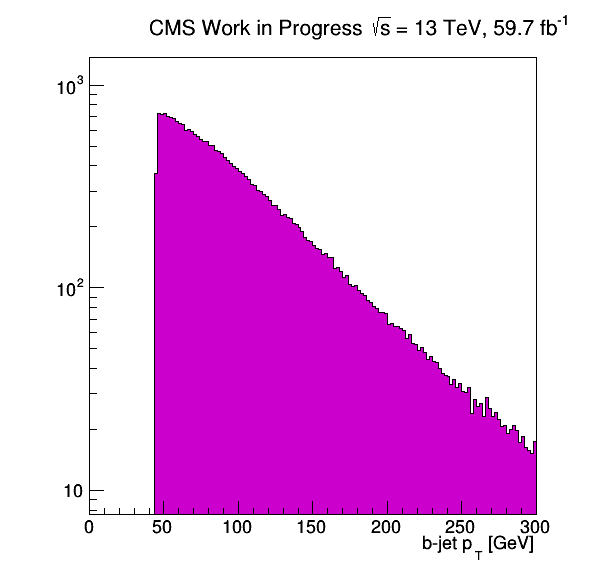 CMS Work in Progress √s = 13 TeV, 59.7 fb⁻¹
10³
10²
10
0 50 100 150 200 250 300
b-jet p_T [GeV]